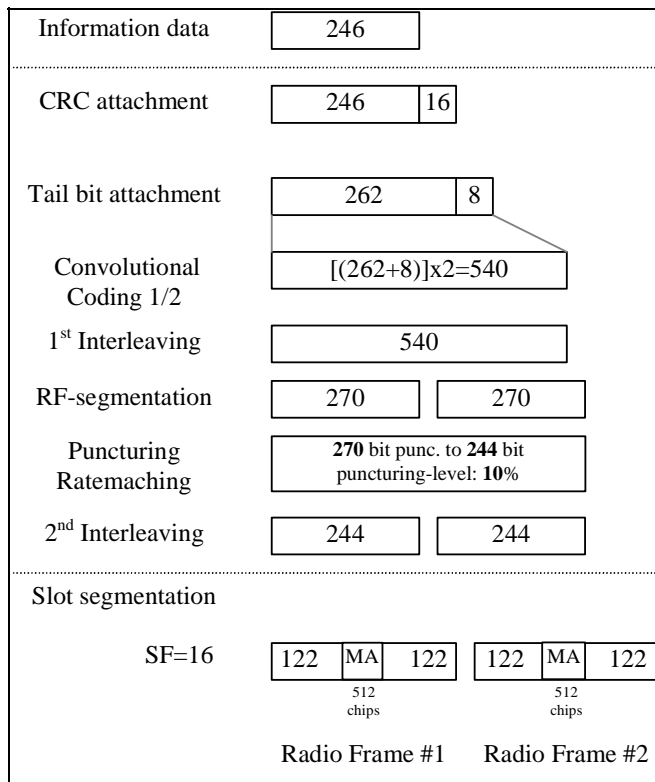 Information data
246
CRC attachment
246 16
Tail bit attachment
262 8
Convolutional
Coding 1/2
[(262+8)]x2=540
1st Interleaving
540
RF-segmentation
270 270
Puncturing
Ratemaching
270 bit punc. to 244 bit
puncturing-level: 10%
2nd Interleaving
244 244
Slot segmentation
SF=16
122 MA 122 122 MA 122
512
chips
512
chips
Radio Frame #1 Radio Frame #2